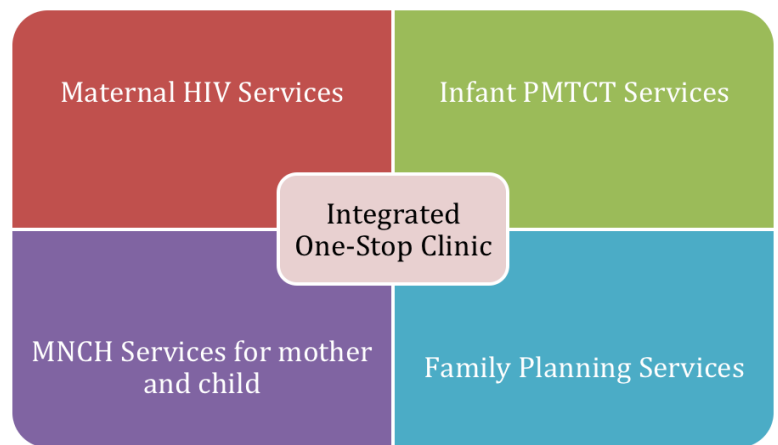 Maternal HIV Services
Infant PMTCT Services
Integrated
One-Stop Clinic
MNCH Services for mother
and child
Family Planning Services